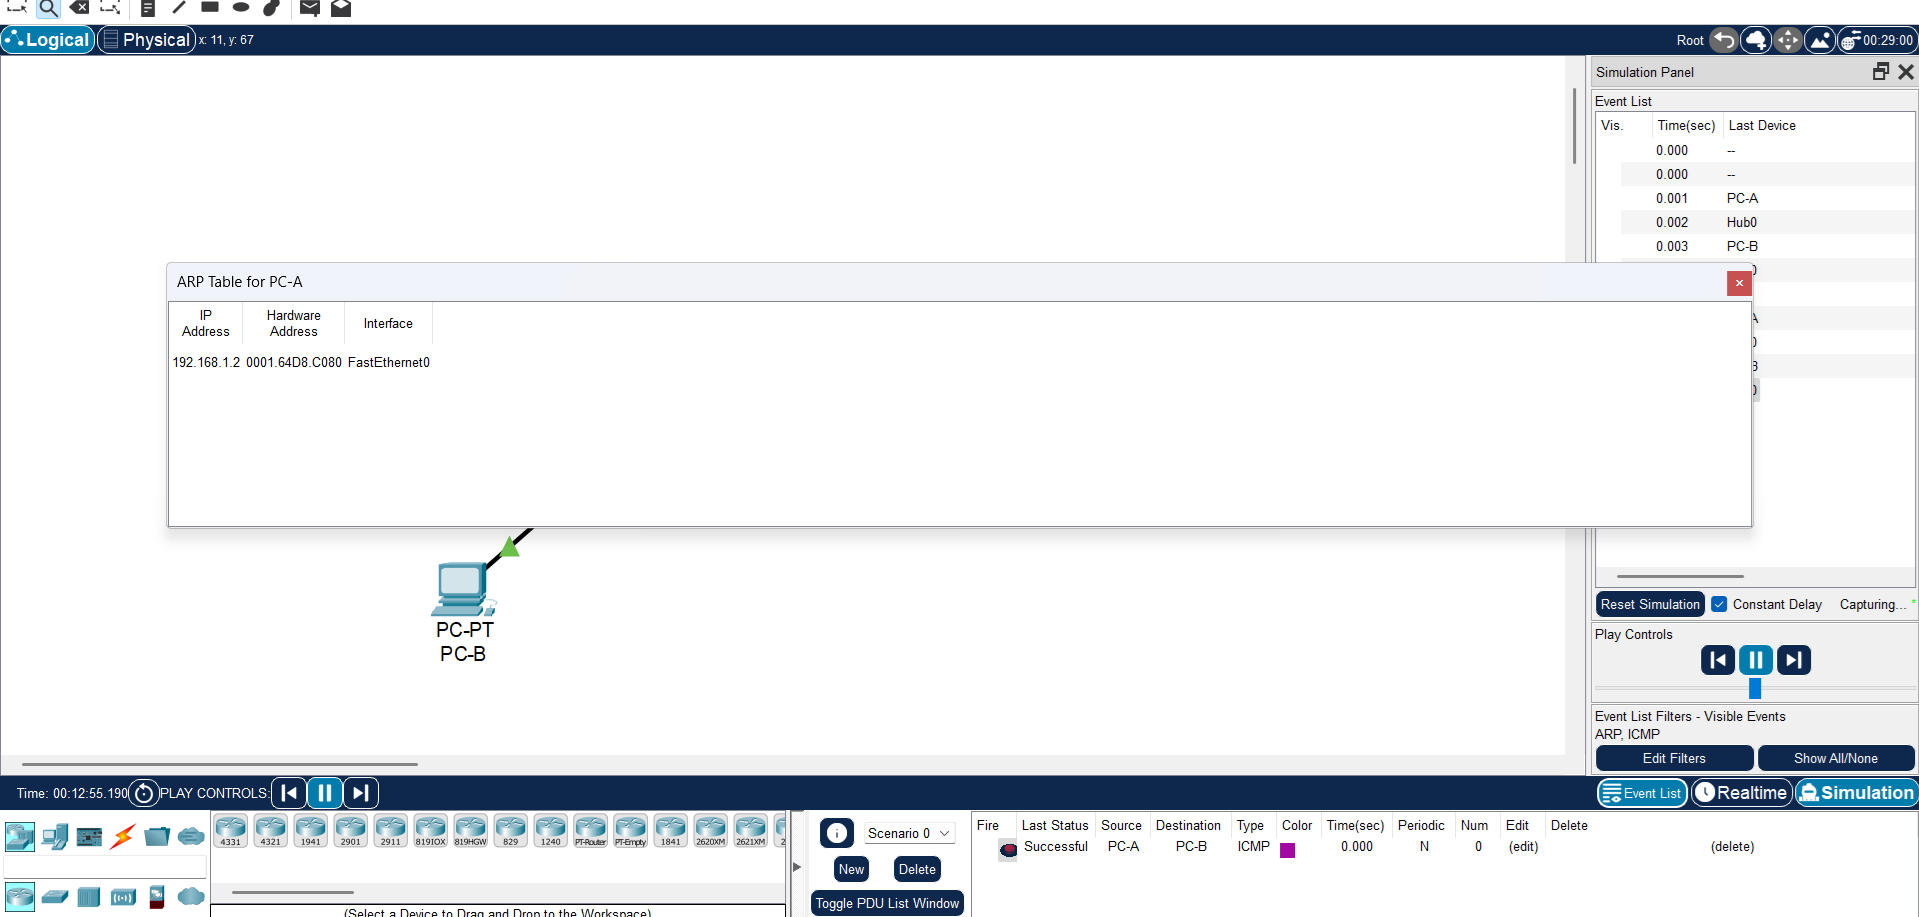 Logical Physical x: 11, y: 67 Root 00:29:00
Simulation Panel
Event List
Vis. Time(sec) Last Device
0.000 --
0.000 --
0.001 PC-A
0.002 Hub0
0.003 PC-B
ARP Table for PC-A
IP Address Hardware Address Interface
192.168.1.2 0001.64D8.C080 FastEthernet0
PC-PT
PC-B
Reset Simulation Constant Delay Capturing...
Play Controls
Event List Filters - Visible Events
ARP, ICMP
Edit Filters Show All/None
Time: 00:12:55.190 PLAY CONTROLS: Event List Realtime Simulation
4331 4321 1941 2901 2911 819IOX 819HGW 829 1240 PT-Router PT-Empty 1841 2620XM 2621XM
(Select a Device to Drag and Drop to the Workspace)
Scenario 0
New Delete
Toggle PDU List Window
Fire Last Status Source Destination Type Color Time(sec) Periodic Num Edit Delete
Successful PC-A PC-B ICMP 0.000 N 0 (edit) (delete)